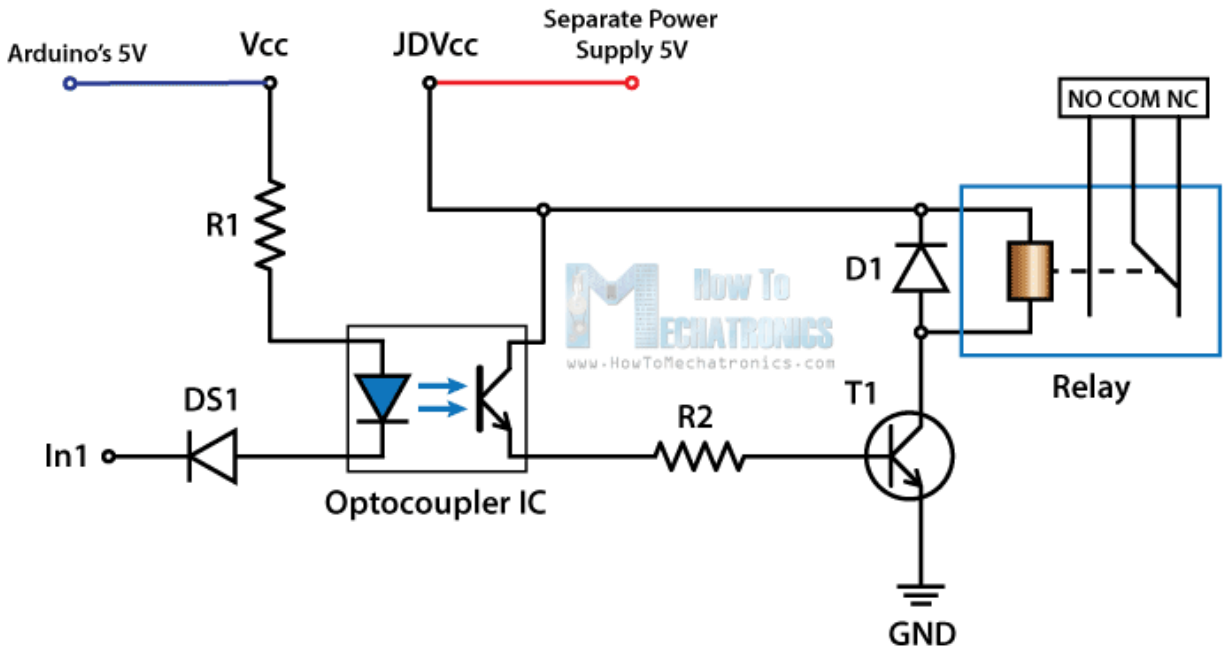 Separate Power
Supply 5V
Arduino's 5V
Vcc
JDVcc
NO COM NC
R1
D1
How To
MECHATRONICS
www.HowToMechatronics.com
Relay
DS1
T1
R2
In1
Optocoupler IC
GND